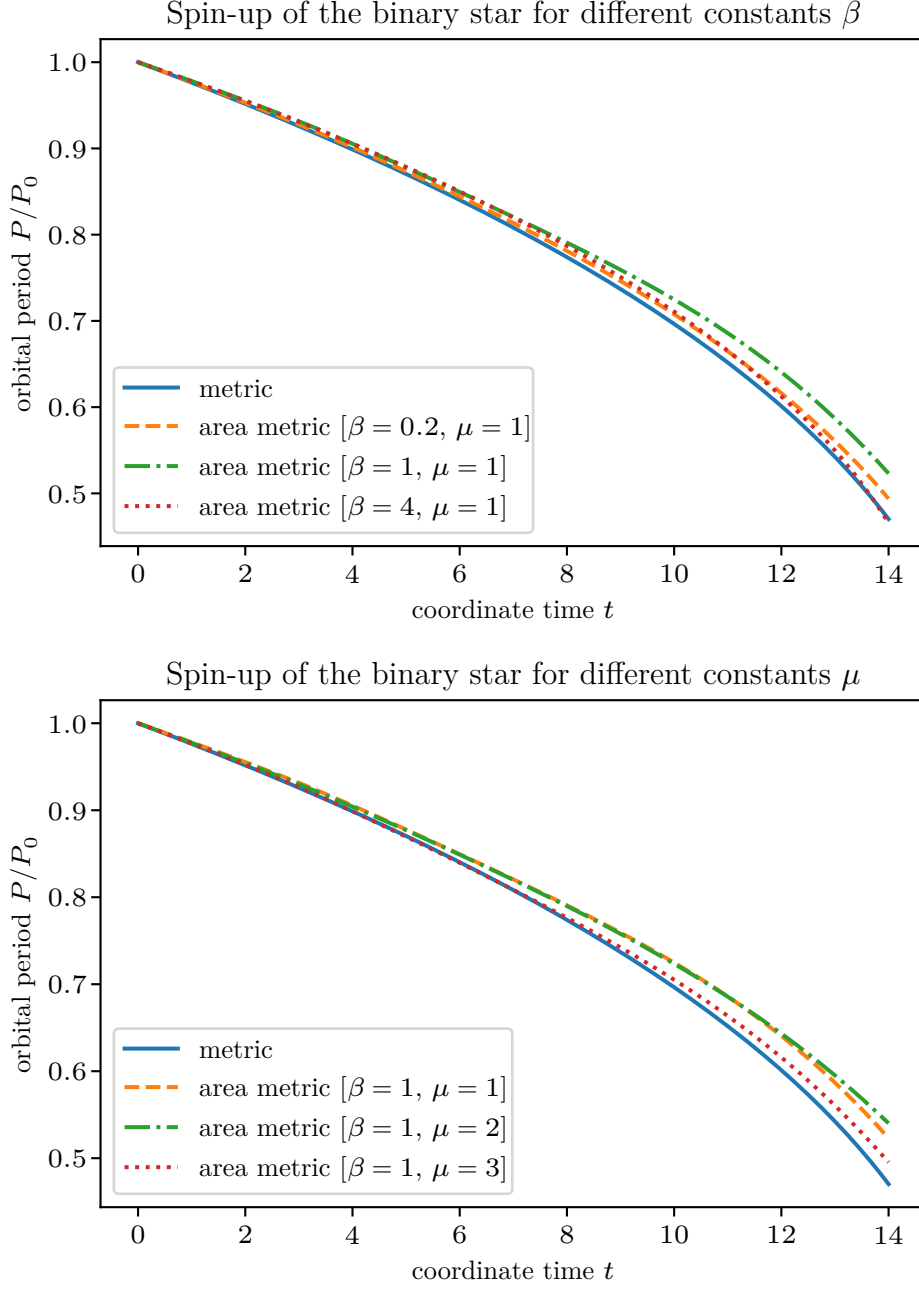 Spin-up of the binary star for different constants β
orbital period P/P₀
1.0
0.9
0.8
0.7
0.6
0.5
metric
area metric [β = 0.2, μ = 1]
area metric [β = 1, μ = 1]
area metric [β = 4, μ = 1]
0 2 4 6 8 10 12 14
coordinate time t
Spin-up of the binary star for different constants μ
orbital period P/P₀
1.0
0.9
0.8
0.7
0.6
0.5
metric
area metric [β = 1, μ = 1]
area metric [β = 1, μ = 2]
area metric [β = 1, μ = 3]
0 2 4 6 8 10 12 14
coordinate time t